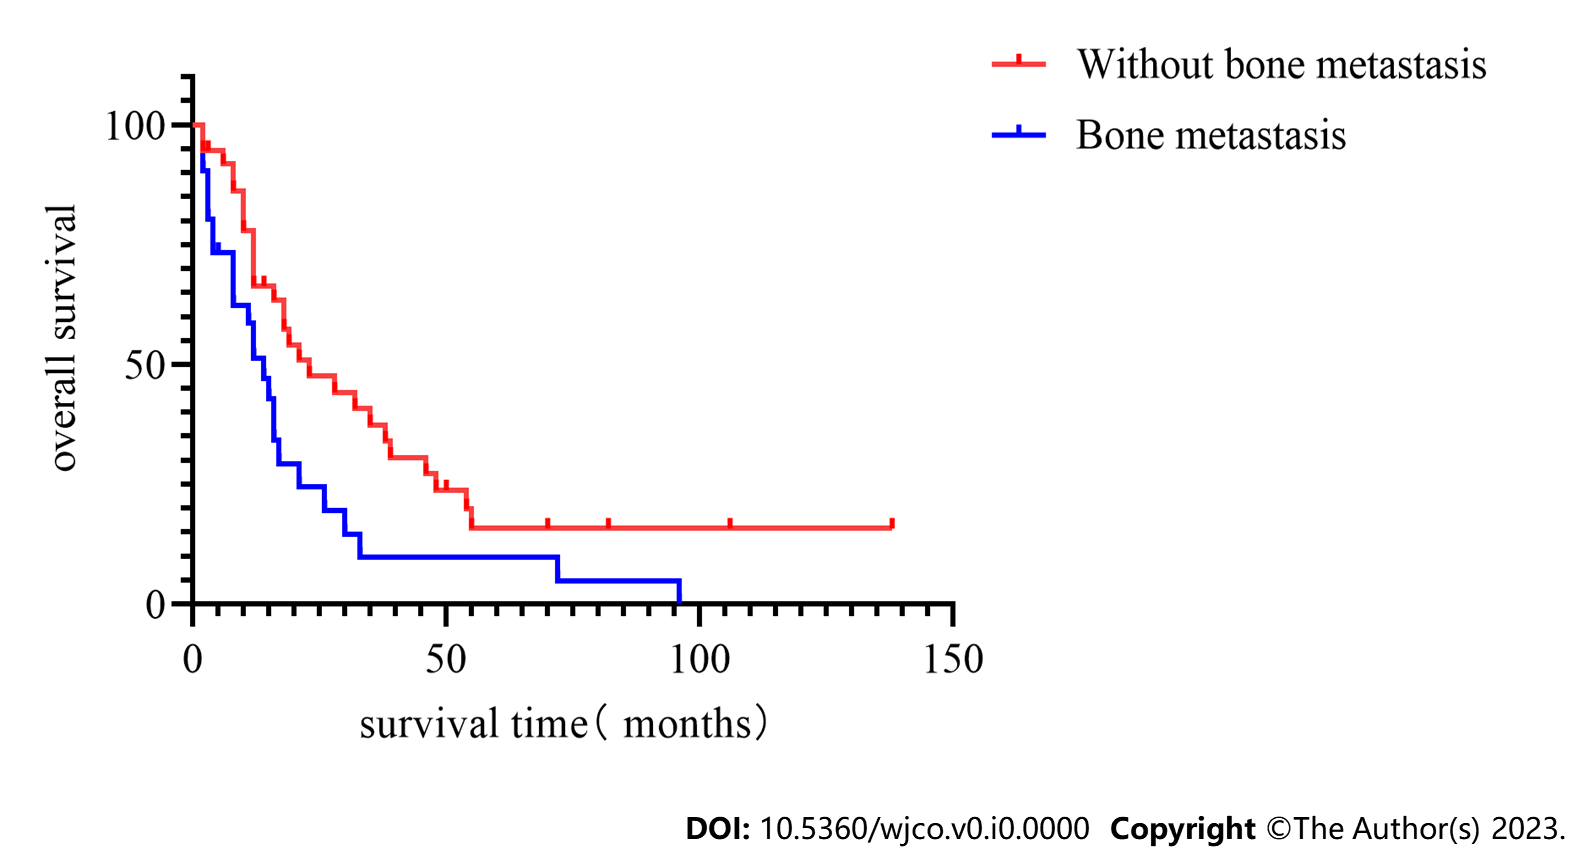 Without bone metastasis
Bone metastasis
100
50
0
overall survival
0 50 100 150
survival time( months)
DOI: 10.5360/wjco.v0.i0.0000 Copyright ©The Author(s) 2023.